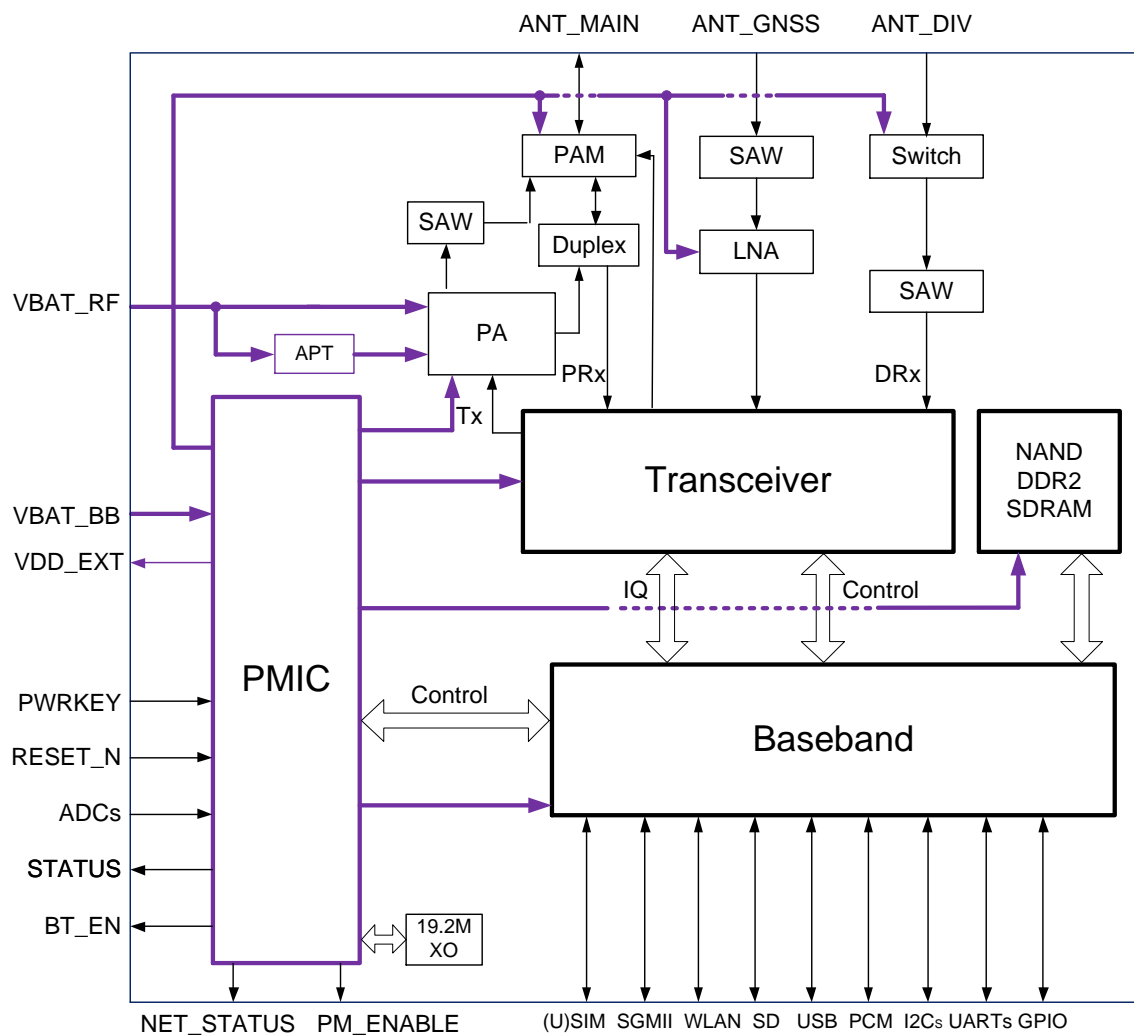 ANT_MAIN
ANT_GNSS
ANT_DIV
PAM
SAW
Switch
SAW
Duplex
LNA
SAW
VBAT_RF
PA
APT
PRx
DRx
Tx
Transceiver
NAND
DDR2
SDRAM
VBAT_BB
VDD_EXT
IQ
Control
PMIC
Control
Baseband
PWRKEY
RESET_N
ADCs
STATUS
BT_EN
19.2M
XO
NET_STATUS
PM_ENABLE
(U)SIM
SGMII
WLAN
SD
USB
PCM
I2Cs
UARTs
GPIO